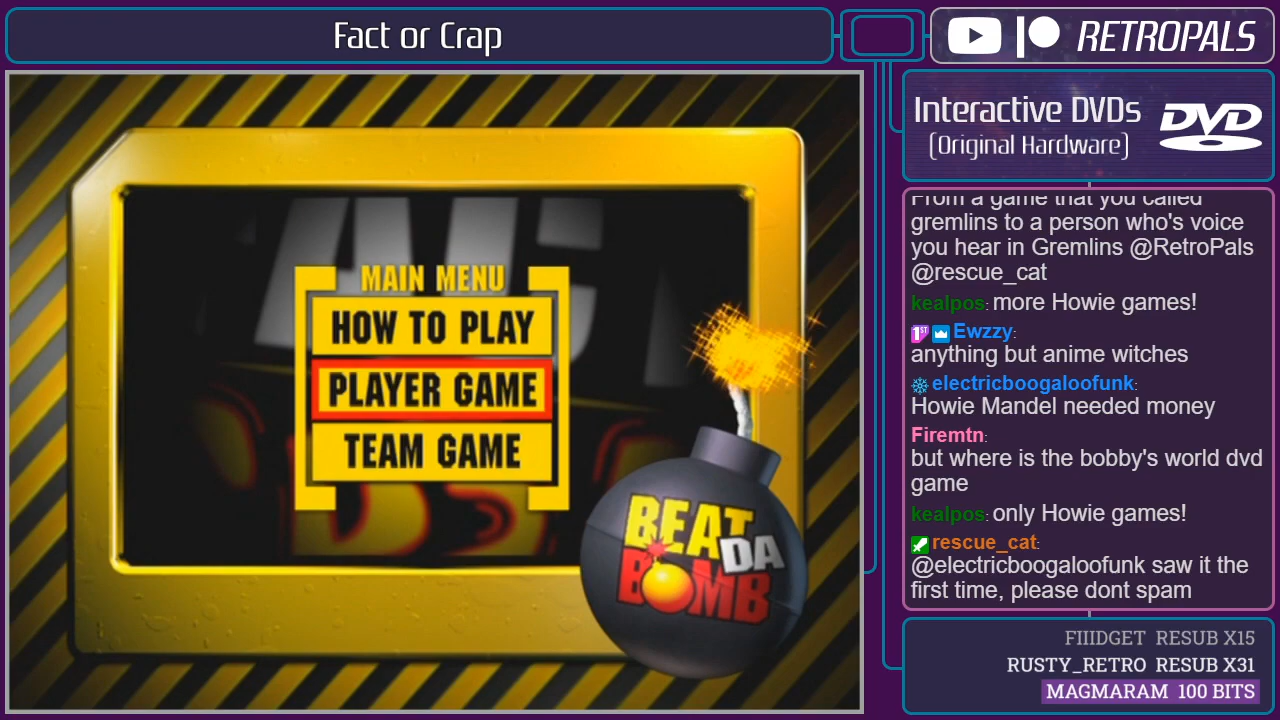 Fact or Crap
RETROPALS
Interactive DVDs
(Original Hardware)
DVD
MAIN MENU
HOW TO PLAY
PLAYER GAME
TEAM GAME
BEAT
DA
BOMB
From a game that you called
gremlins to a person who's voice
you hear in Gremlins @RetroPals
@rescue_cat
kealpos: more Howie games!
1ST Ewzzy:
anything but anime witches
electricboogaloofunk:
Howie Mandel needed money
Firemtn:
but where is the bobby's world dvd
game
kealpos: only Howie games!
rescue_cat:
@electricboogaloofunk saw it the
first time, please dont spam
FIIIDGET RESUB X15
RUSTY_RETRO RESUB X31
MAGMARAM 100 BITS